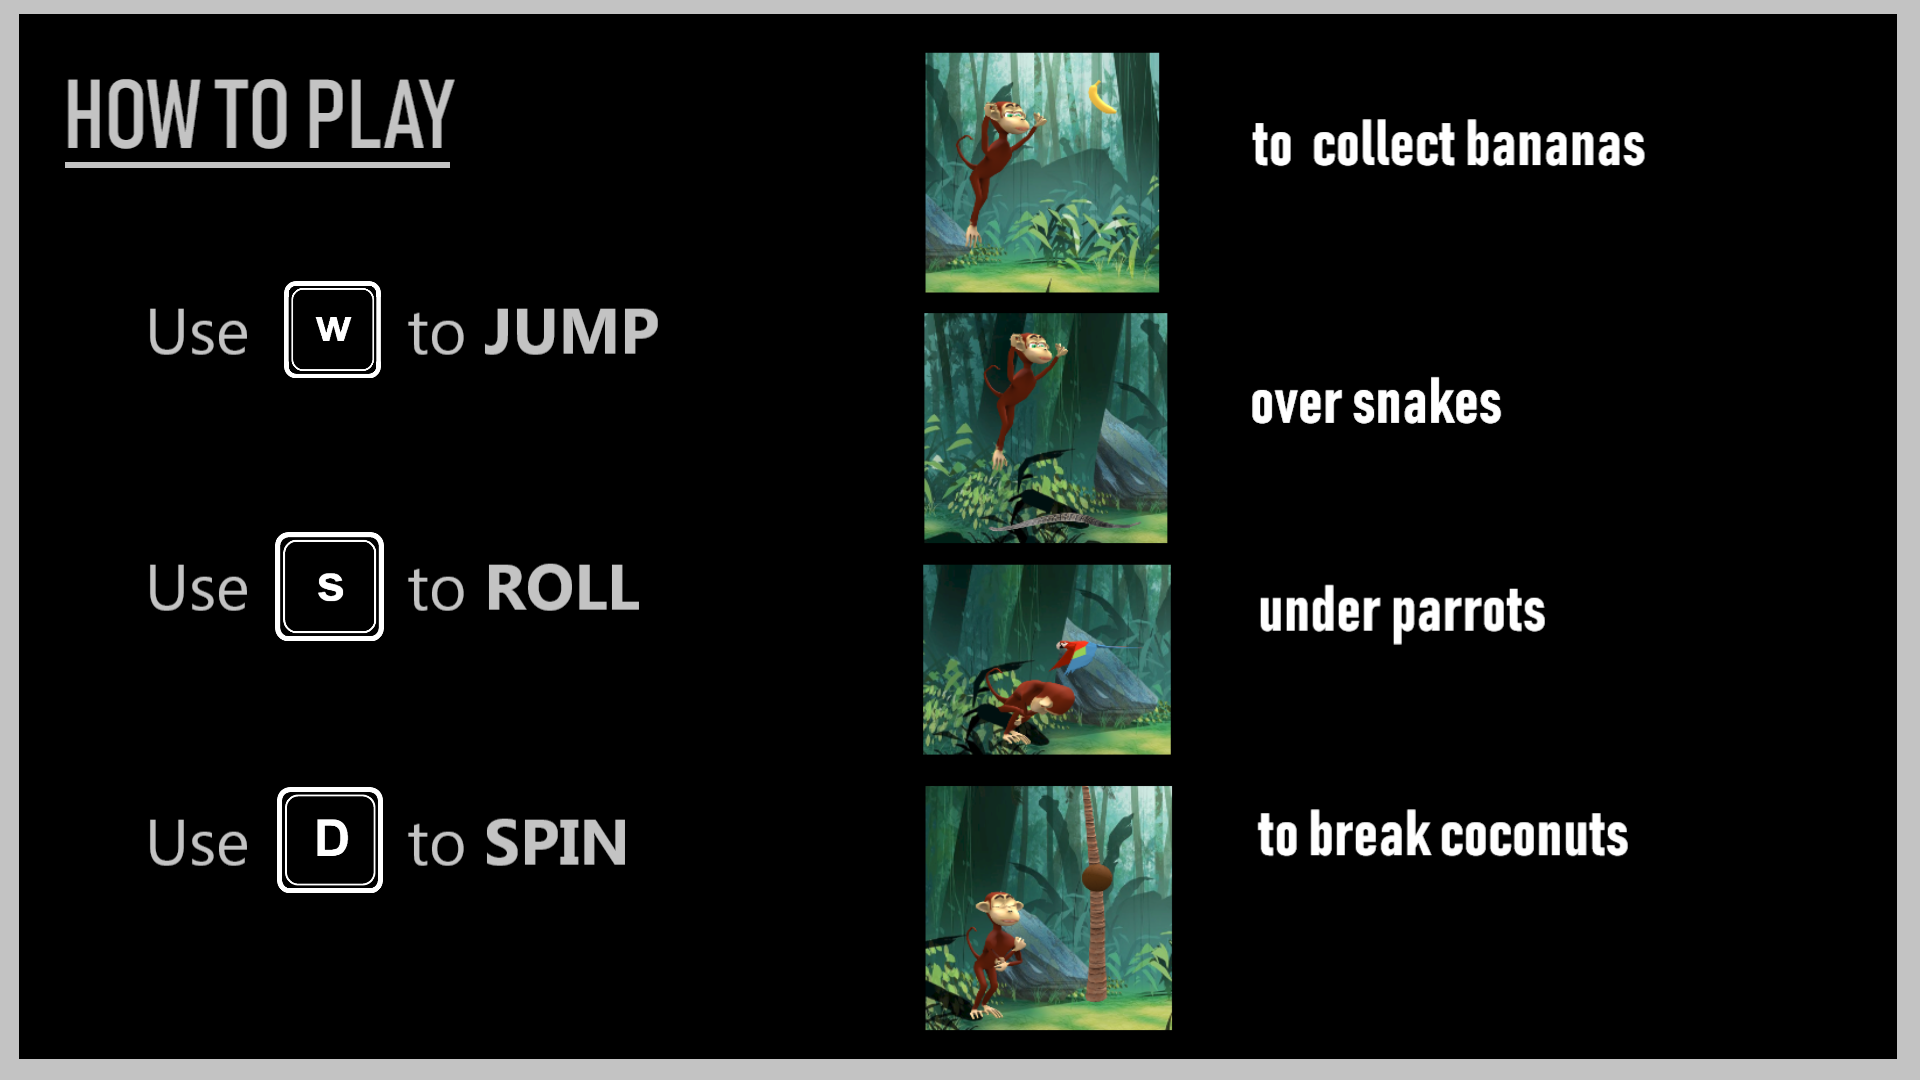 HOW TO PLAY
Use W to JUMP
Use S to ROLL
Use D to SPIN
to collect bananas
over snakes
under parrots
to break coconuts